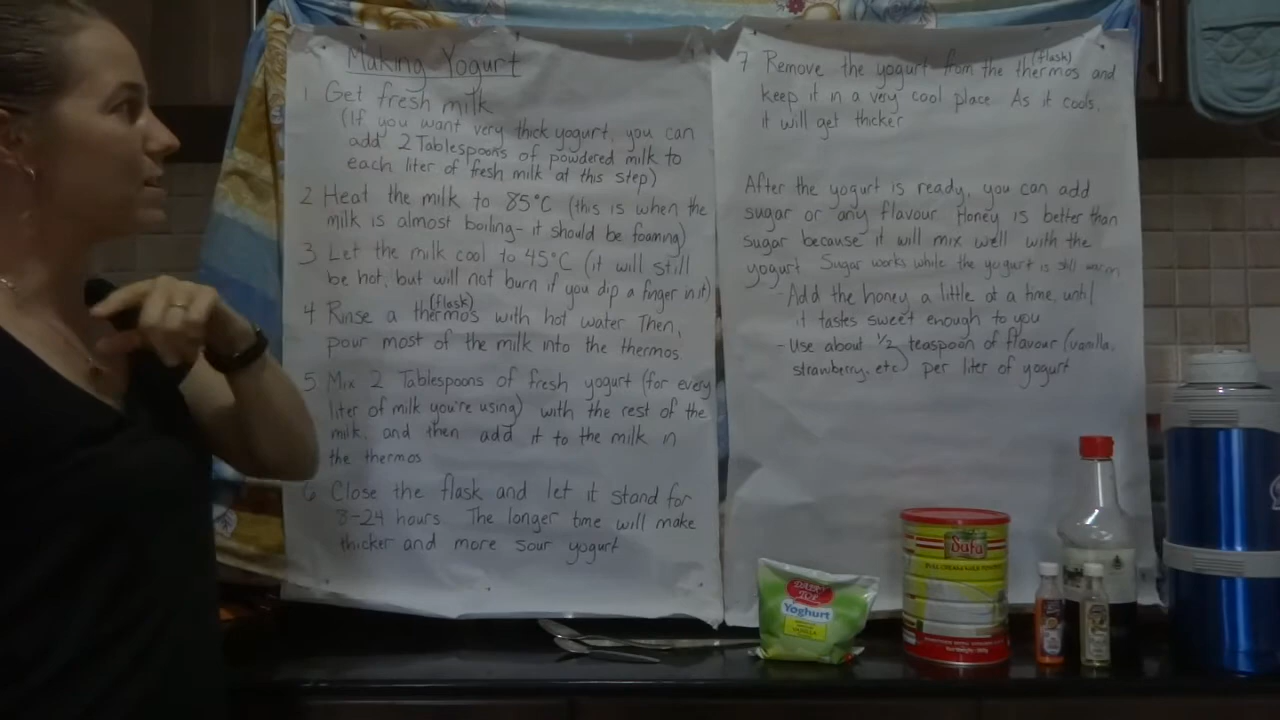 Making Yogurt
1 Get fresh milk
(If you want very thick yogurt, you can
add 2 Tablespoons of powdered milk to
each liter of fresh milk at this step)
2 Heat the milk to 85°C (this is when the
milk is almost boiling- it should be foaming)
3 Let the milk cool to 45°C (it will still
be hot, but will not burn if you dip a finger in it)
(flask)
4 Rinse a thermos with hot water Then,
pour most of the milk into the thermos.
5 Mix 2 Tablespoons of fresh yogurt (for every
liter of milk you're using) with the rest of the
milk, and then add it to the milk in
the thermos
6 Close the flask and let it stand for
8-24 hours. The longer time will make
thicker and more sour yogurt
(flask)
7 Remove the yogurt from the thermos and
keep it in a very cool place. As it cools,
it will get thicker
After the yogurt is ready, you can add
sugar or any flavour. Honey is better than
sugar because it will mix well with the
yogurt. Sugar works while the yogurt is still warm
- Add the honey a little at a time, until
it tastes sweet enough to you
- Use about 1/2 teaspoon of flavour (vanilla,
strawberry, etc) per liter of yogurt
Yoghurt
Safa